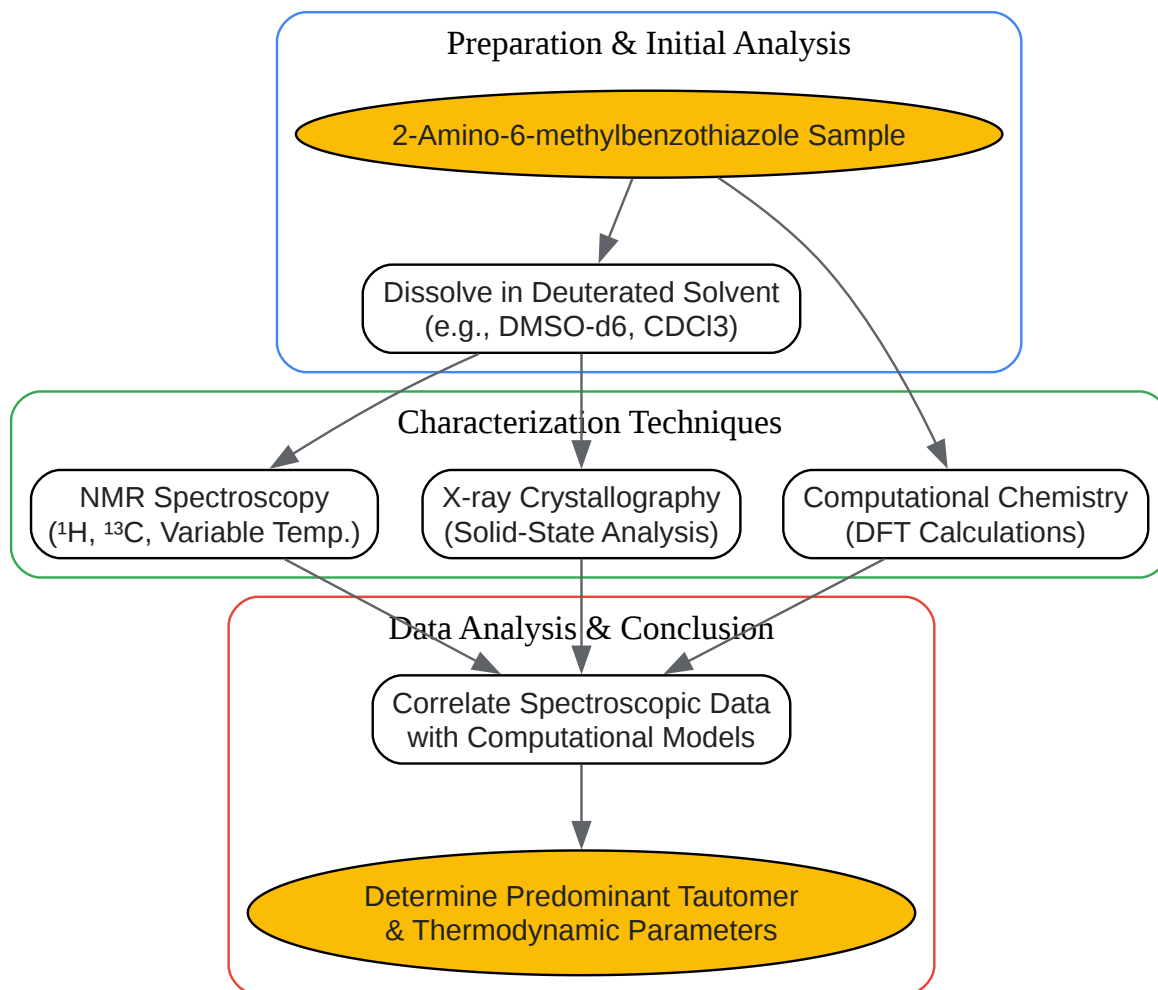 Preparation & Initial Analysis
2-Amino-6-methylbenzothiazole Sample
Dissolve in Deuterated Solvent
(e.g., DMSO-d6, CDCl3)
Characterization Techniques
NMR Spectroscopy
(¹H, ¹³C, Variable Temp.)
X-ray Crystallography
(Solid-State Analysis)
Computational Chemistry
(DFT Calculations)
Data Analysis & Conclusion
Correlate Spectroscopic Data
with Computational Models
Determine Predominant Tautomer
& Thermodynamic Parameters